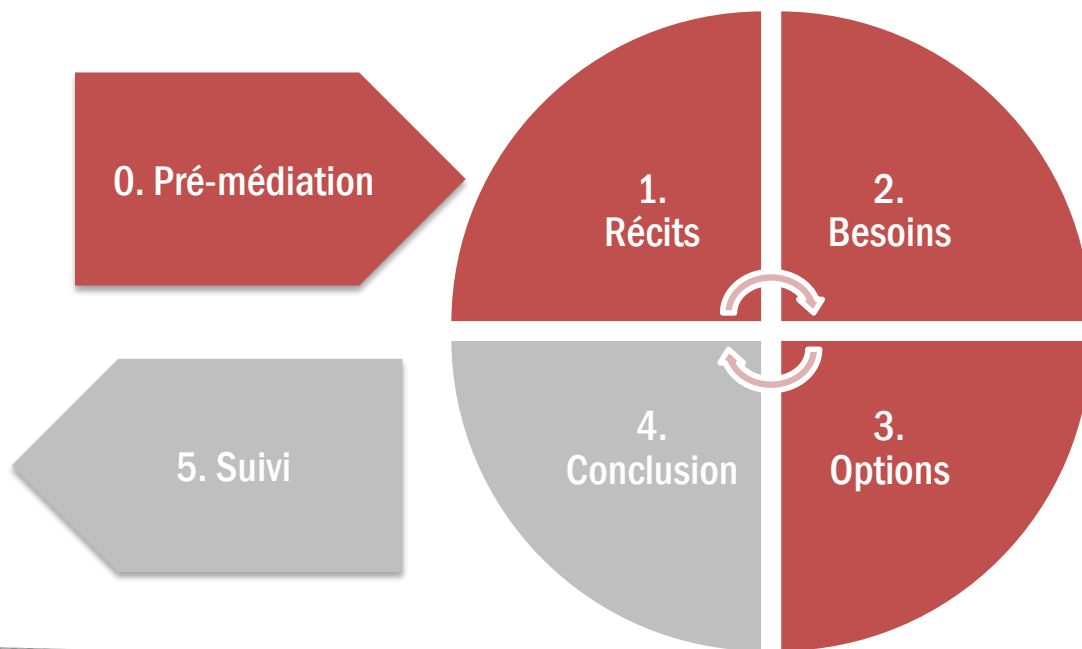 0. Pré-médiation
1.
Récits
2.
Besoins
3.
Options
4.
Conclusion
5. Suivi